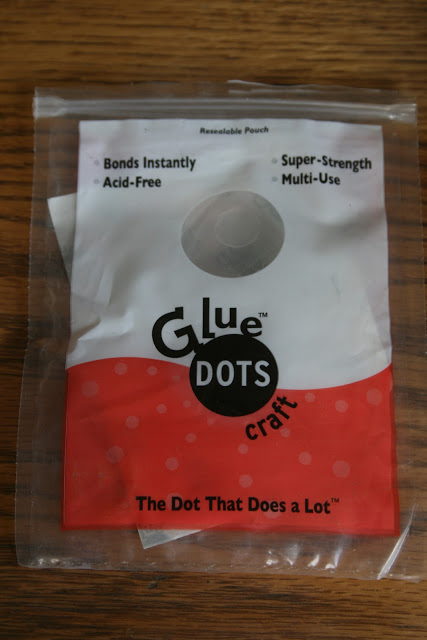 Resealable Pouch
Bonds Instantly
Acid-Free
Super-Strength
Multi-Use
Glue™
DOTS
craft
The Dot That Does a Lot™